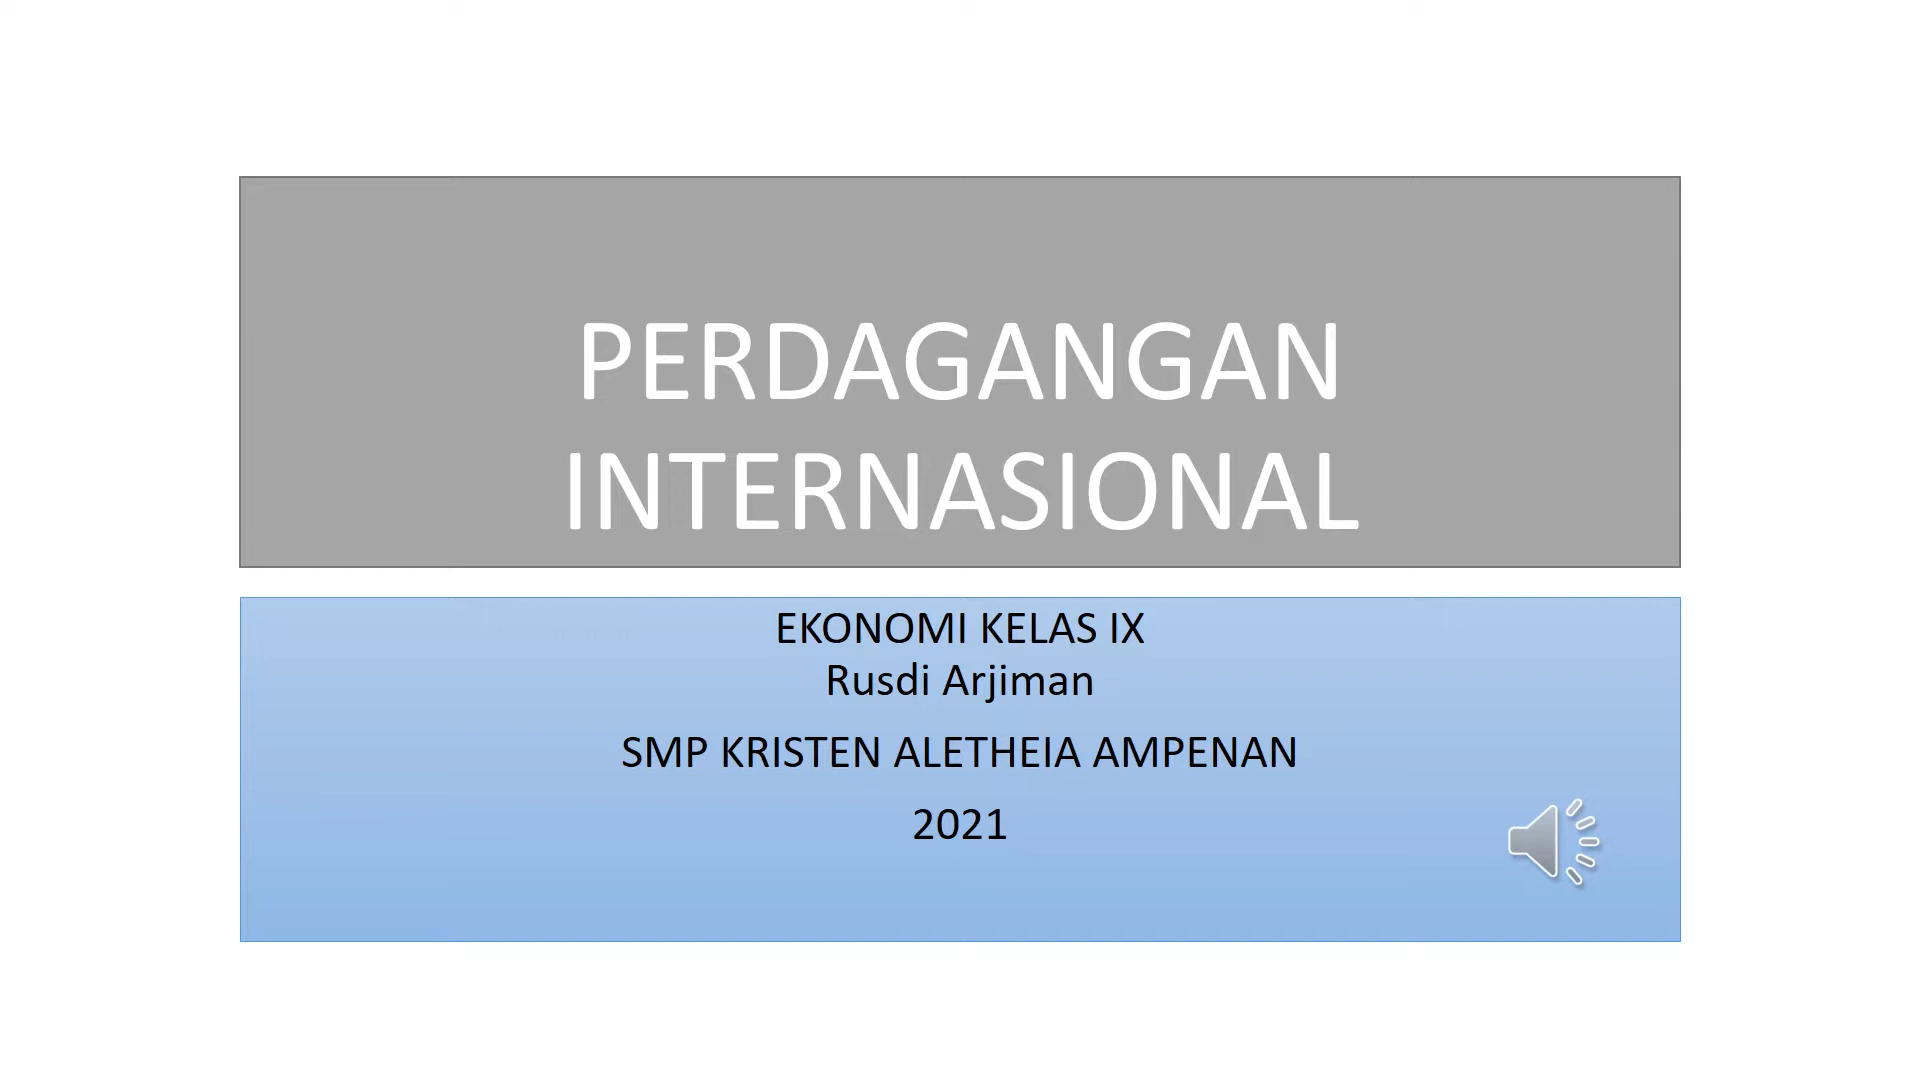 PERDAGANGAN
INTERNASIONAL
EKONOMI KELAS IX
Rusdi Arjiman
SMP KRISTEN ALETHEIA AMPENAN
2021